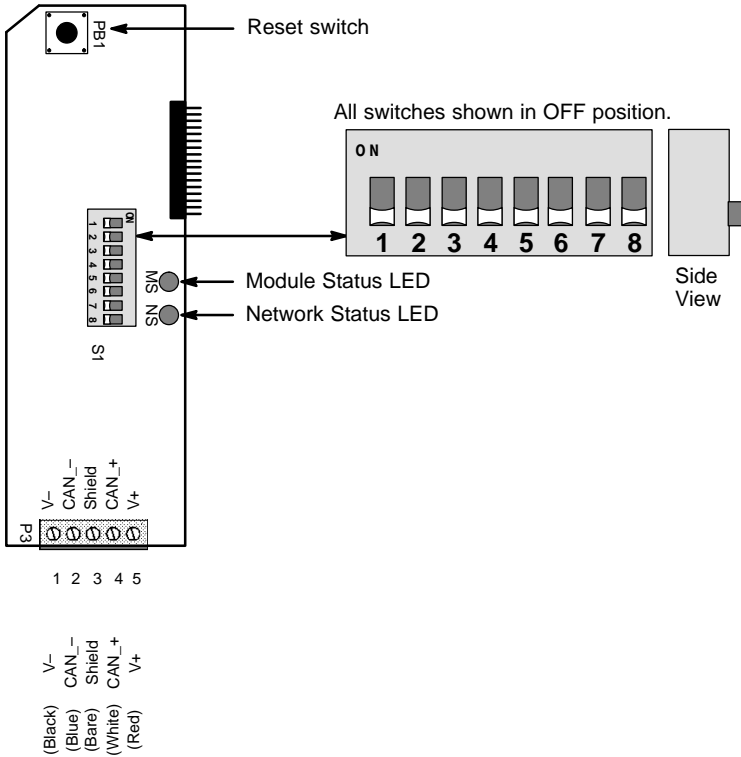 PB1
Reset switch
All switches shown in OFF position.
ON
1 2 3 4 5 6 7 8
Side
View
ON
1
2
3
4
5
6
7
8
S1
MS
Module Status LED
NS
Network Status LED
V–
CAN_–
Shield
CAN_+
V+
P3
1 2 3 4 5
V–
CAN_–
Shield
CAN_+
V+
(Black)
(Blue)
(Bare)
(White)
(Red)